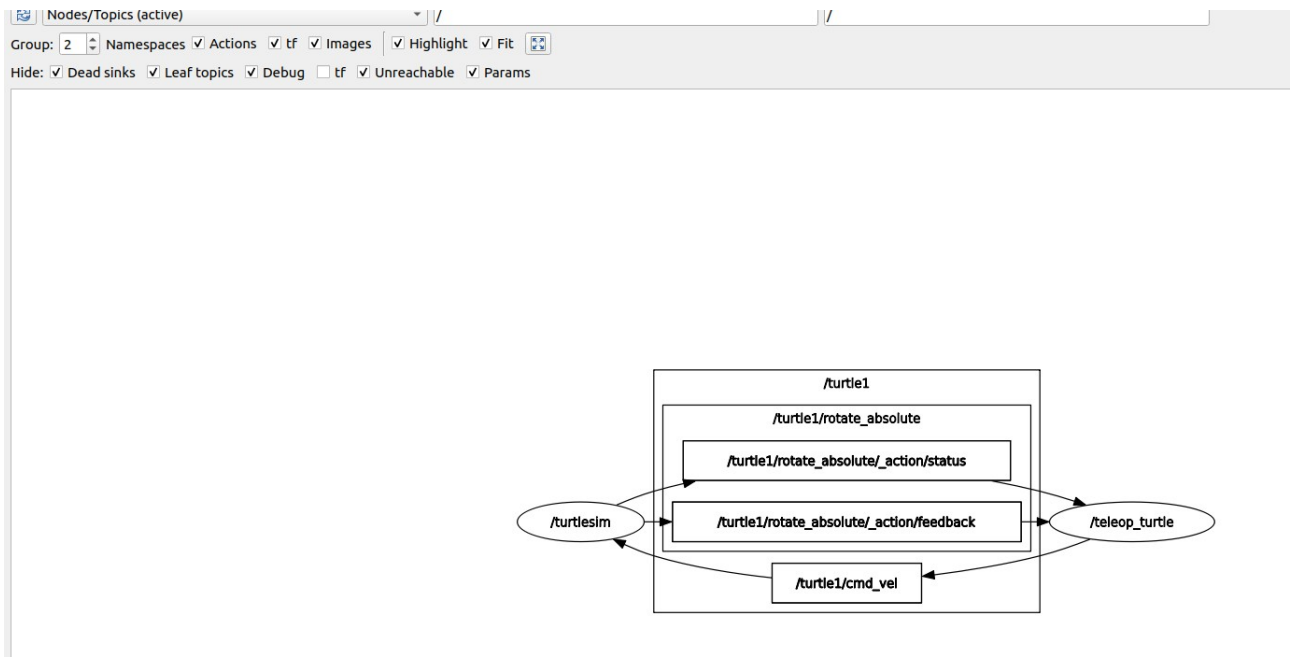 Nodes/Topics (active) / /
Group: 2 Namespaces Actions tf Images Highlight Fit
Hide: Dead sinks Leaf topics Debug tf Unreachable Params
/turtle1
/turtle1/rotate_absolute
/turtle1/rotate_absolute/_action/status
/turtlesim /turtle1/rotate_absolute/_action/feedback /teleop_turtle
/turtle1/cmd_vel